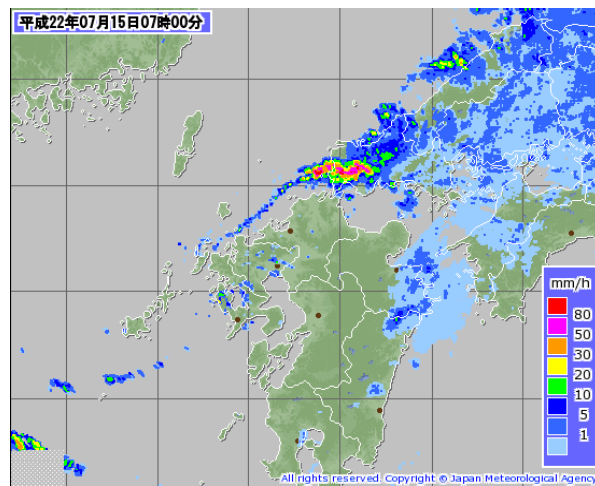 平成22年07月15日07時00分
mm/h
80
50
30
20
10
5
1
All rights reserved. Copyright © Japan Meteorological Agency